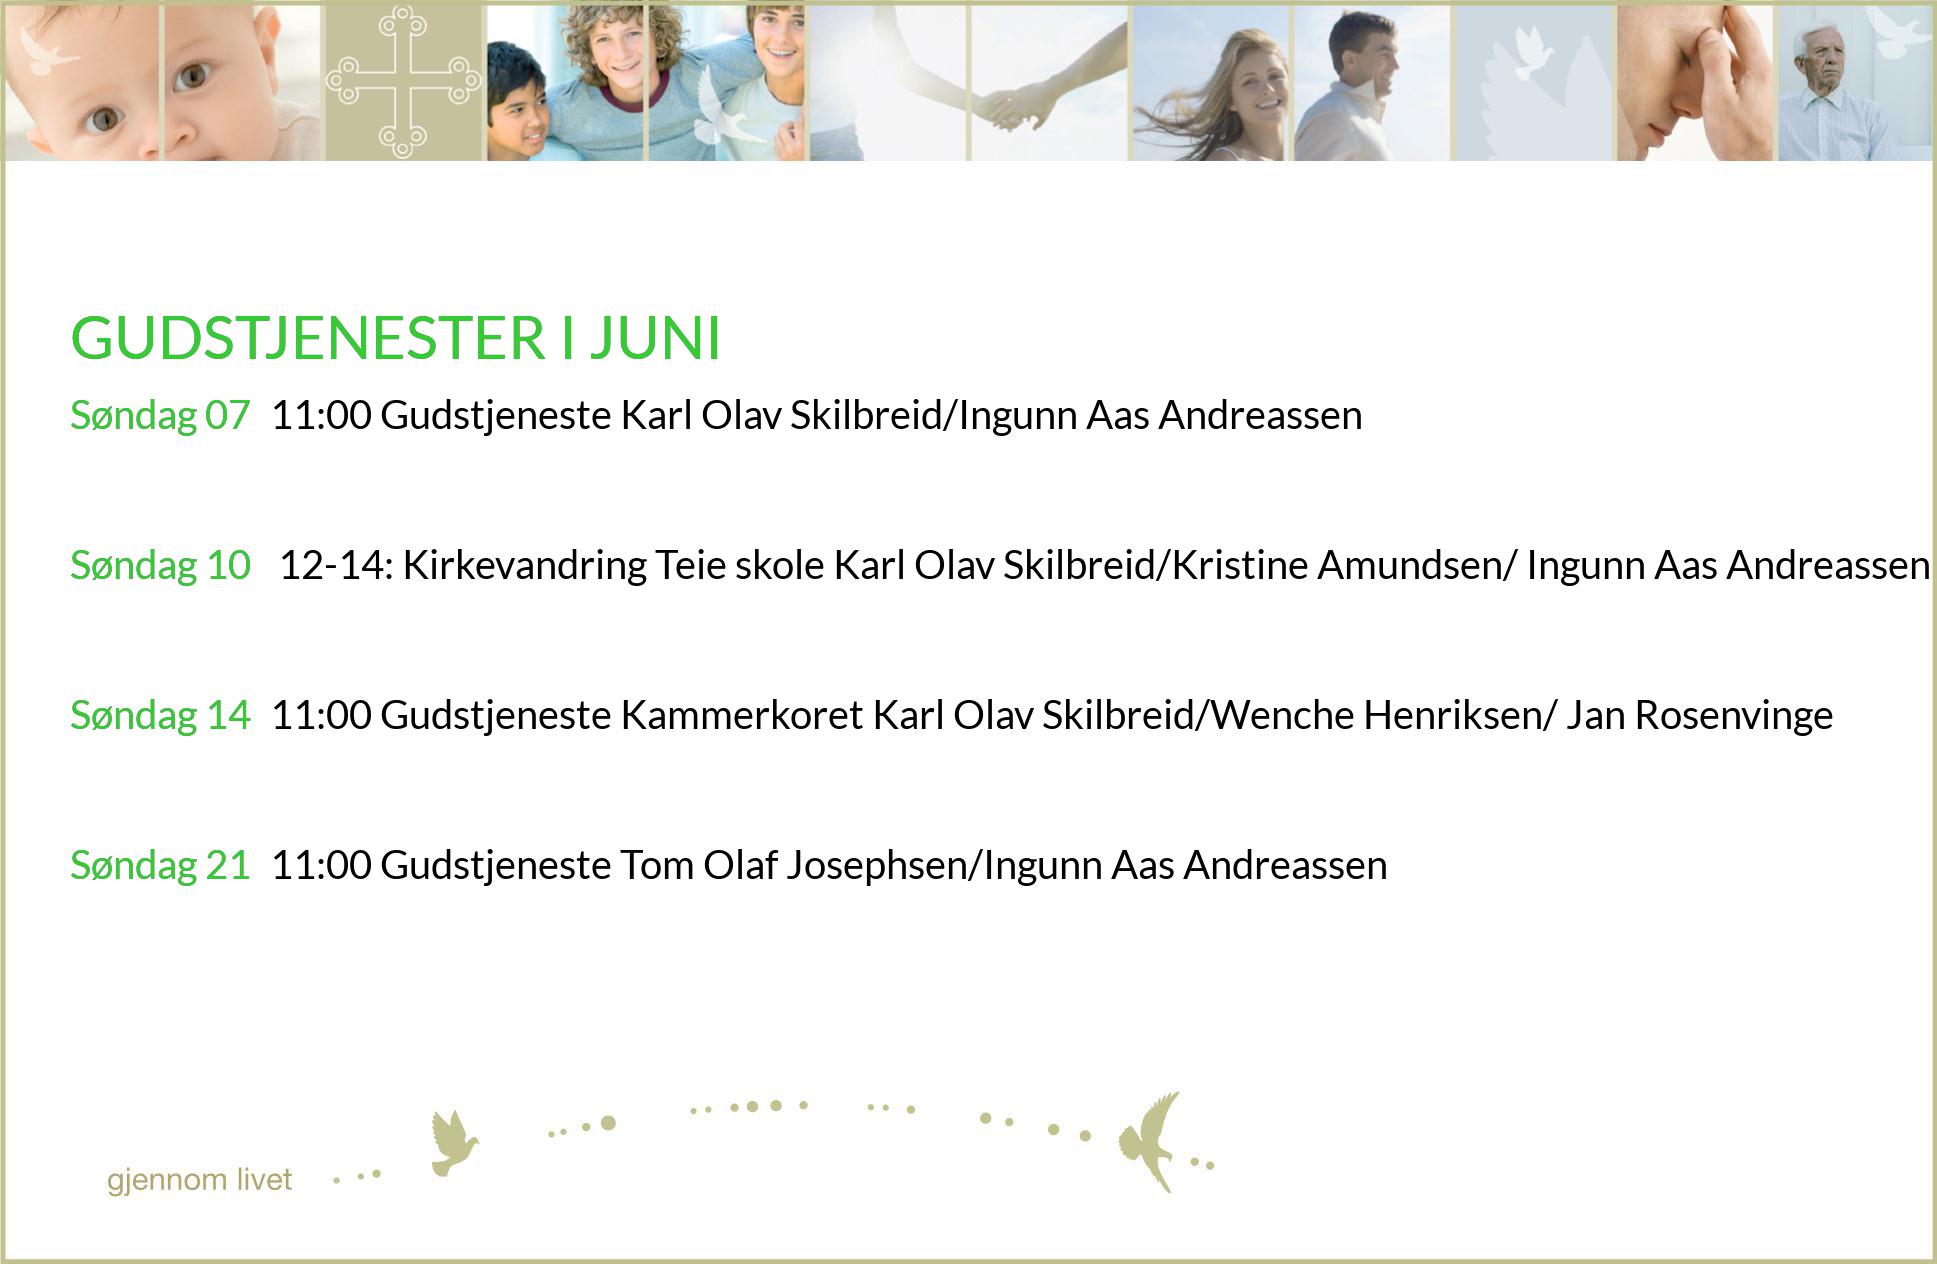 GUDSTJENESTER I JUNI
Søndag 07 11:00 Gudstjeneste Karl Olav Skilbreid/Ingunn Aas Andreassen
Søndag 10 12-14: Kirkevandring Teie skole Karl Olav Skilbreid/Kristine Amundsen/ Ingunn Aas Andreassen
Søndag 14 11:00 Gudstjeneste Kammerkoret Karl Olav Skilbreid/Wenche Henriksen/ Jan Rosenvinge
Søndag 21 11:00 Gudstjeneste Tom Olaf Josephsen/Ingunn Aas Andreassen
gjennom livet